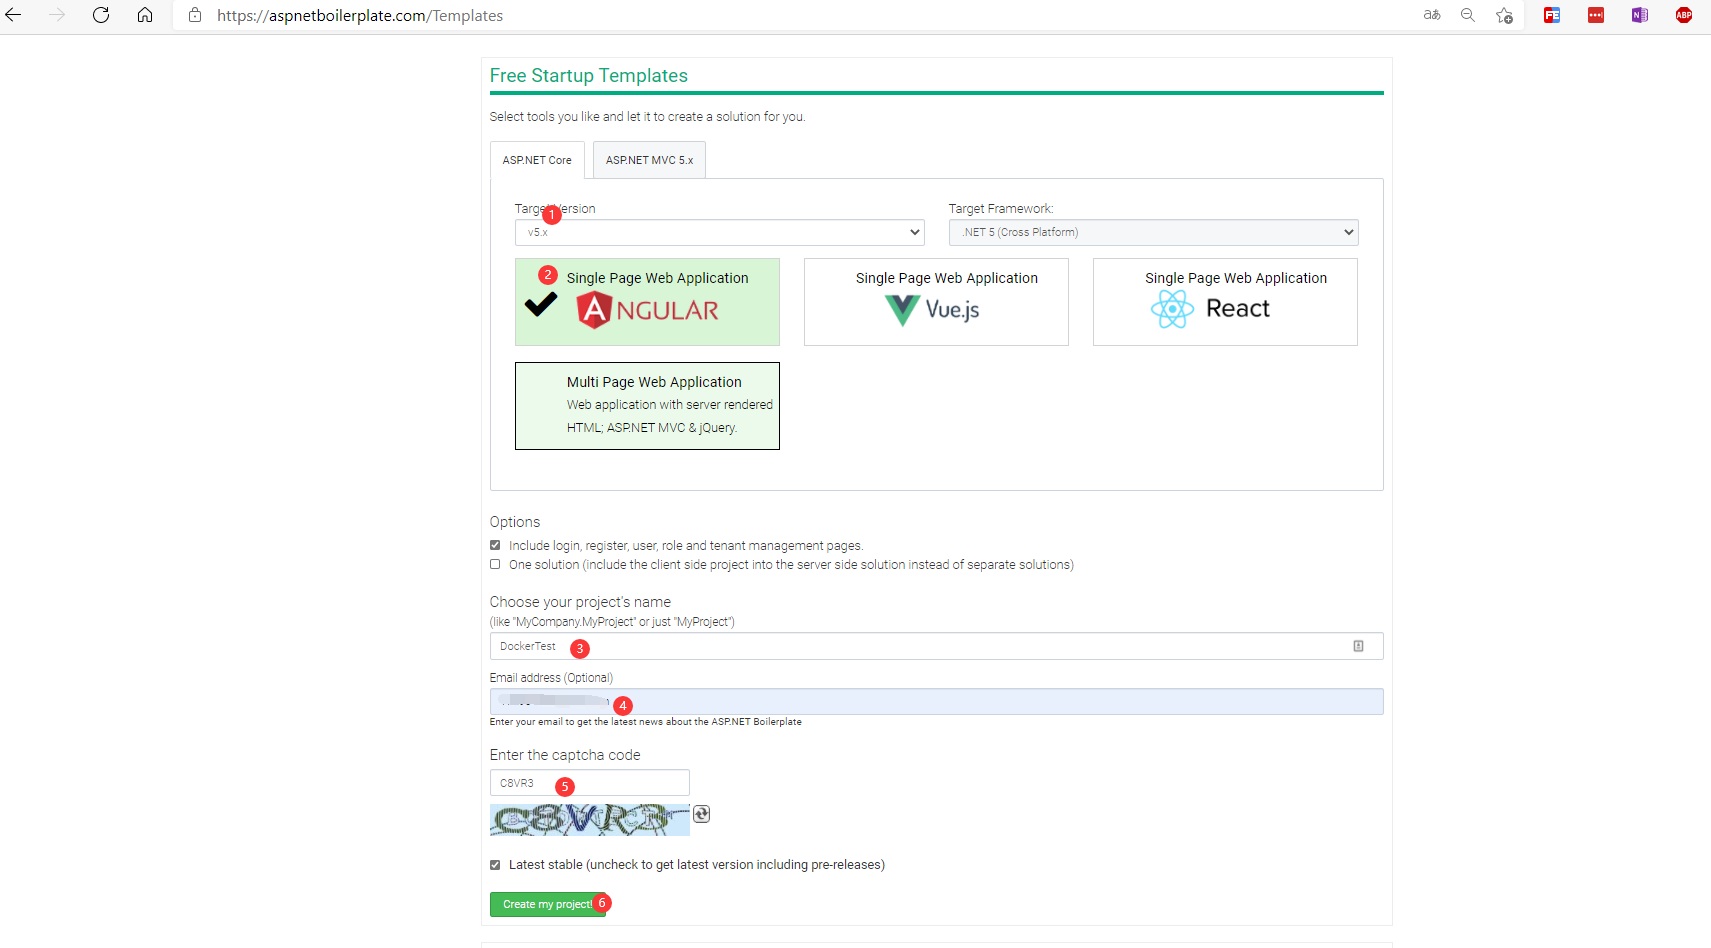 https://aspnetboilerplate.com/Templates
aあ
FE
N
ABP
Free Startup Templates
Select tools you like and let it to create a solution for you.
ASP.NET Core
ASP.NET MVC 5.x
Target Version
1
Target Framework:
v5.x
.NET 5 (Cross Platform)
2
Single Page Web Application
ANGULAR
Single Page Web Application
Vue.js
Single Page Web Application
React
Multi Page Web Application
Web application with server rendered
HTML; ASP.NET MVC & jQuery.
Options
Include login, register, user, role and tenant management pages.
One solution (include the client side project into the server side solution instead of separate solutions)
Choose your project's name
(like "MyCompany.MyProject" or just "MyProject")
DockerTest
3
Email address (Optional)
4
Enter your email to get the latest news about the ASP.NET Boilerplate
Enter the captcha code
C8VR3
5
C8VR3
Latest stable (uncheck to get latest version including pre-releases)
Create my project!
6